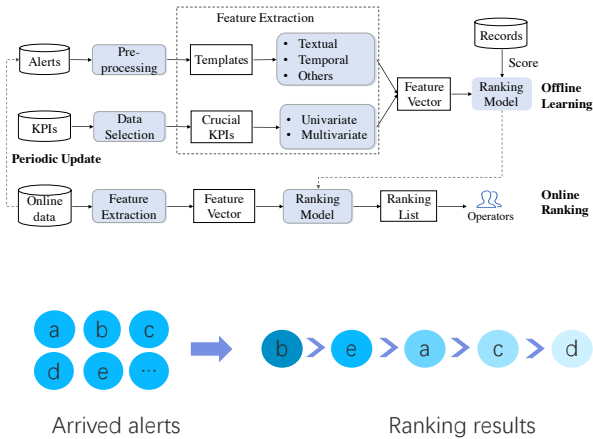 Feature Extraction
Alerts
Pre-
processing
Templates
• Textual
• Temporal
• Others
Records
Score
Feature
Vector
Ranking
Model
Offline
Learning
KPIs
Data
Selection
Crucial
KPIs
• Univariate
• Multivariate
Periodic Update
Online
data
Feature
Extraction
Feature
Vector
Ranking
Model
Ranking
List
Operators
Online
Ranking
a b c
d e ...
b > e > a > c > d
Arrived alerts
Ranking results